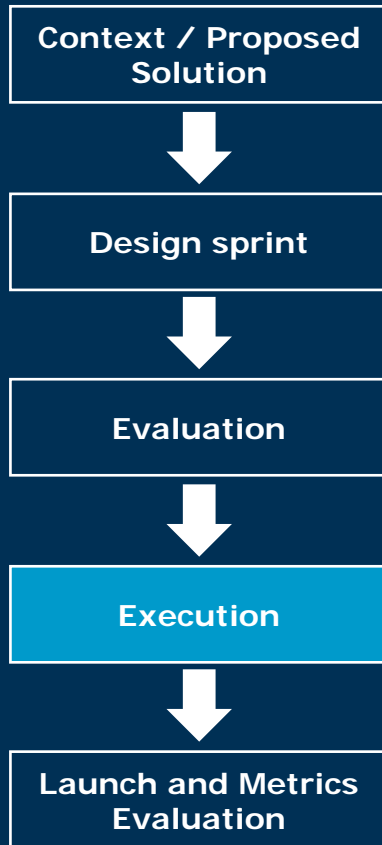 Context / Proposed
Solution
Design sprint
Evaluation
Execution
Launch and Metrics
Evaluation